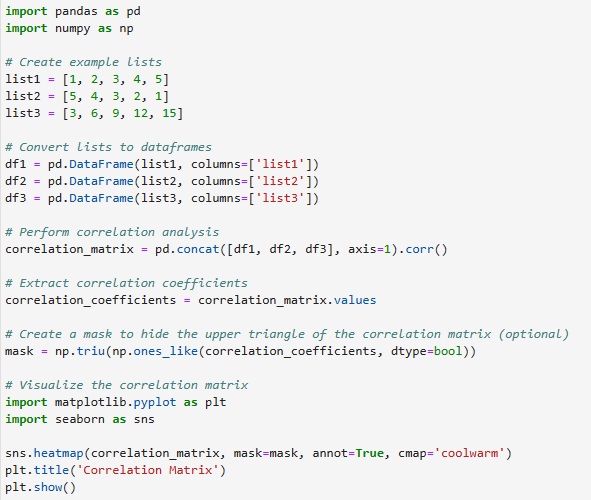 import pandas as pd
import numpy as np
# Create example lists
list1 = [1, 2, 3, 4, 5]
list2 = [5, 4, 3, 2, 1]
list3 = [3, 6, 9, 12, 15]
# Convert lists to dataframes
df1 = pd.DataFrame(list1, columns=['list1'])
df2 = pd.DataFrame(list2, columns=['list2'])
df3 = pd.DataFrame(list3, columns=['list3'])
# Perform correlation analysis
correlation_matrix = pd.concat([df1, df2, df3], axis=1).corr()
# Extract correlation coefficients
correlation_coefficients = correlation_matrix.values
# Create a mask to hide the upper triangle of the correlation matrix (optional)
mask = np.triu(np.ones_like(correlation_coefficients, dtype=bool))
# Visualize the correlation matrix
import matplotlib.pyplot as plt
import seaborn as sns
sns.heatmap(correlation_matrix, mask=mask, annot=True, cmap='coolwarm')
plt.title('Correlation Matrix')
plt.show()